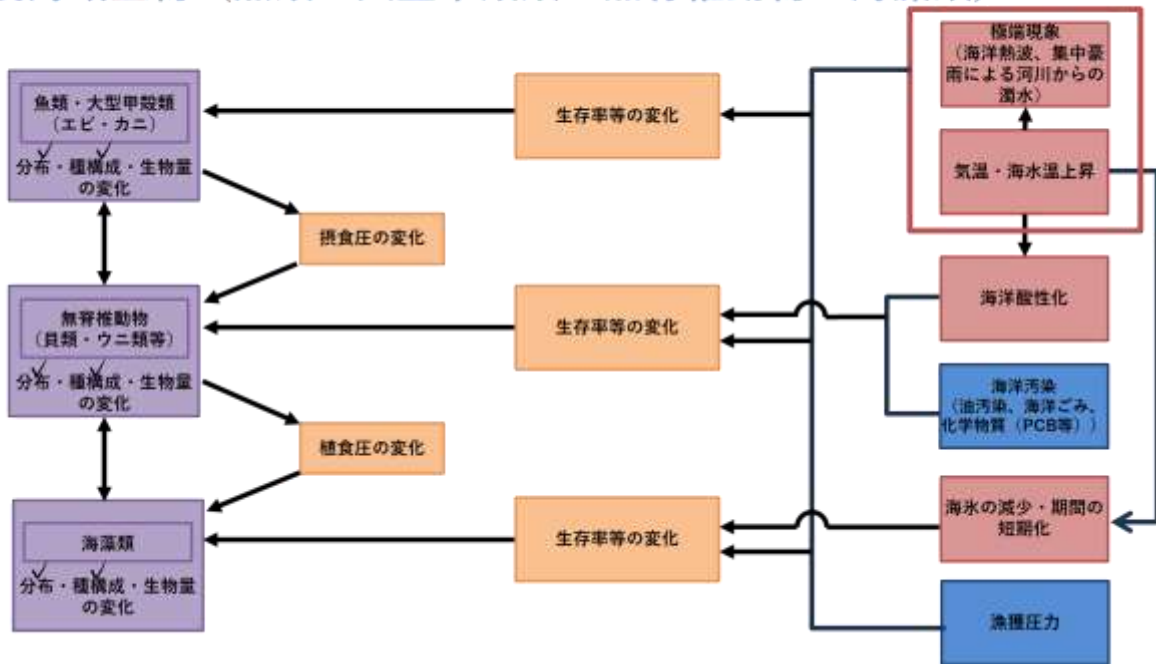 極端現象
（海洋熱波、集中豪
雨による河川からの
濁水）
魚類・大型甲殻類
（エビ・カニ）
分布・種構成・生物量
の変化
生存率等の変化
気温・海水温上昇
摂食圧の変化
海洋酸性化
無脊椎動物
（貝類・ウニ類等）
分布・種構成・生物量
の変化
生存率等の変化
海洋汚染
（油汚染、海洋ごみ、
化学物質（PCB等））
植食圧の変化
海氷の減少・期間の
短期化
海藻類
分布・種構成・生物量
の変化
生存率等の変化
漁獲圧力